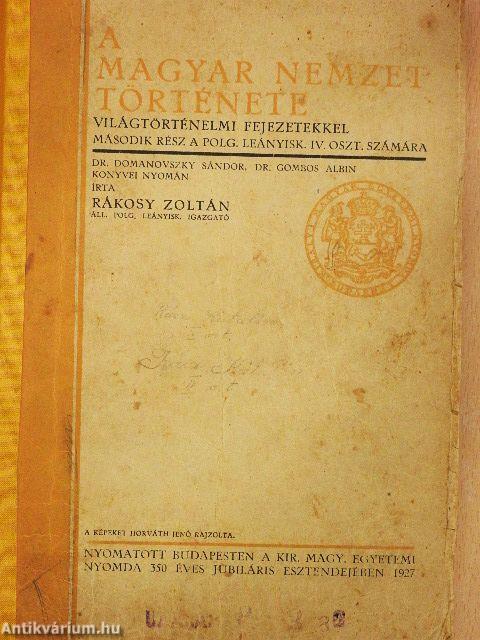 A
MAGYAR NEMZET
TÖRTÉNETE
VILÁGTÖRTÉNELMI FEJEZETEKKEL
MÁSODIK RÉSZ A POLG. LEÁNYISK. IV. OSZT. SZÁMÁRA
DR. DOMANOVSZKY SÁNDOR, DR. GOMBOS ALBIN
KÖNYVEI NYOMÁN
IRTA
RÁKOSY ZOLTÁN
ÁLL. POLG. LEÁNYISK. IGAZGATÓ
A KÉPEKET HORVÁTH JENŐ RAJZOLTA.
NYOMATOTT BUDAPESTEN A KIR. MAGY. EGYETEMI
NYOMDA 350 ÉVES JUBILÁRIS ESZTENDEJÉBEN 1927
Antikvárium.hu